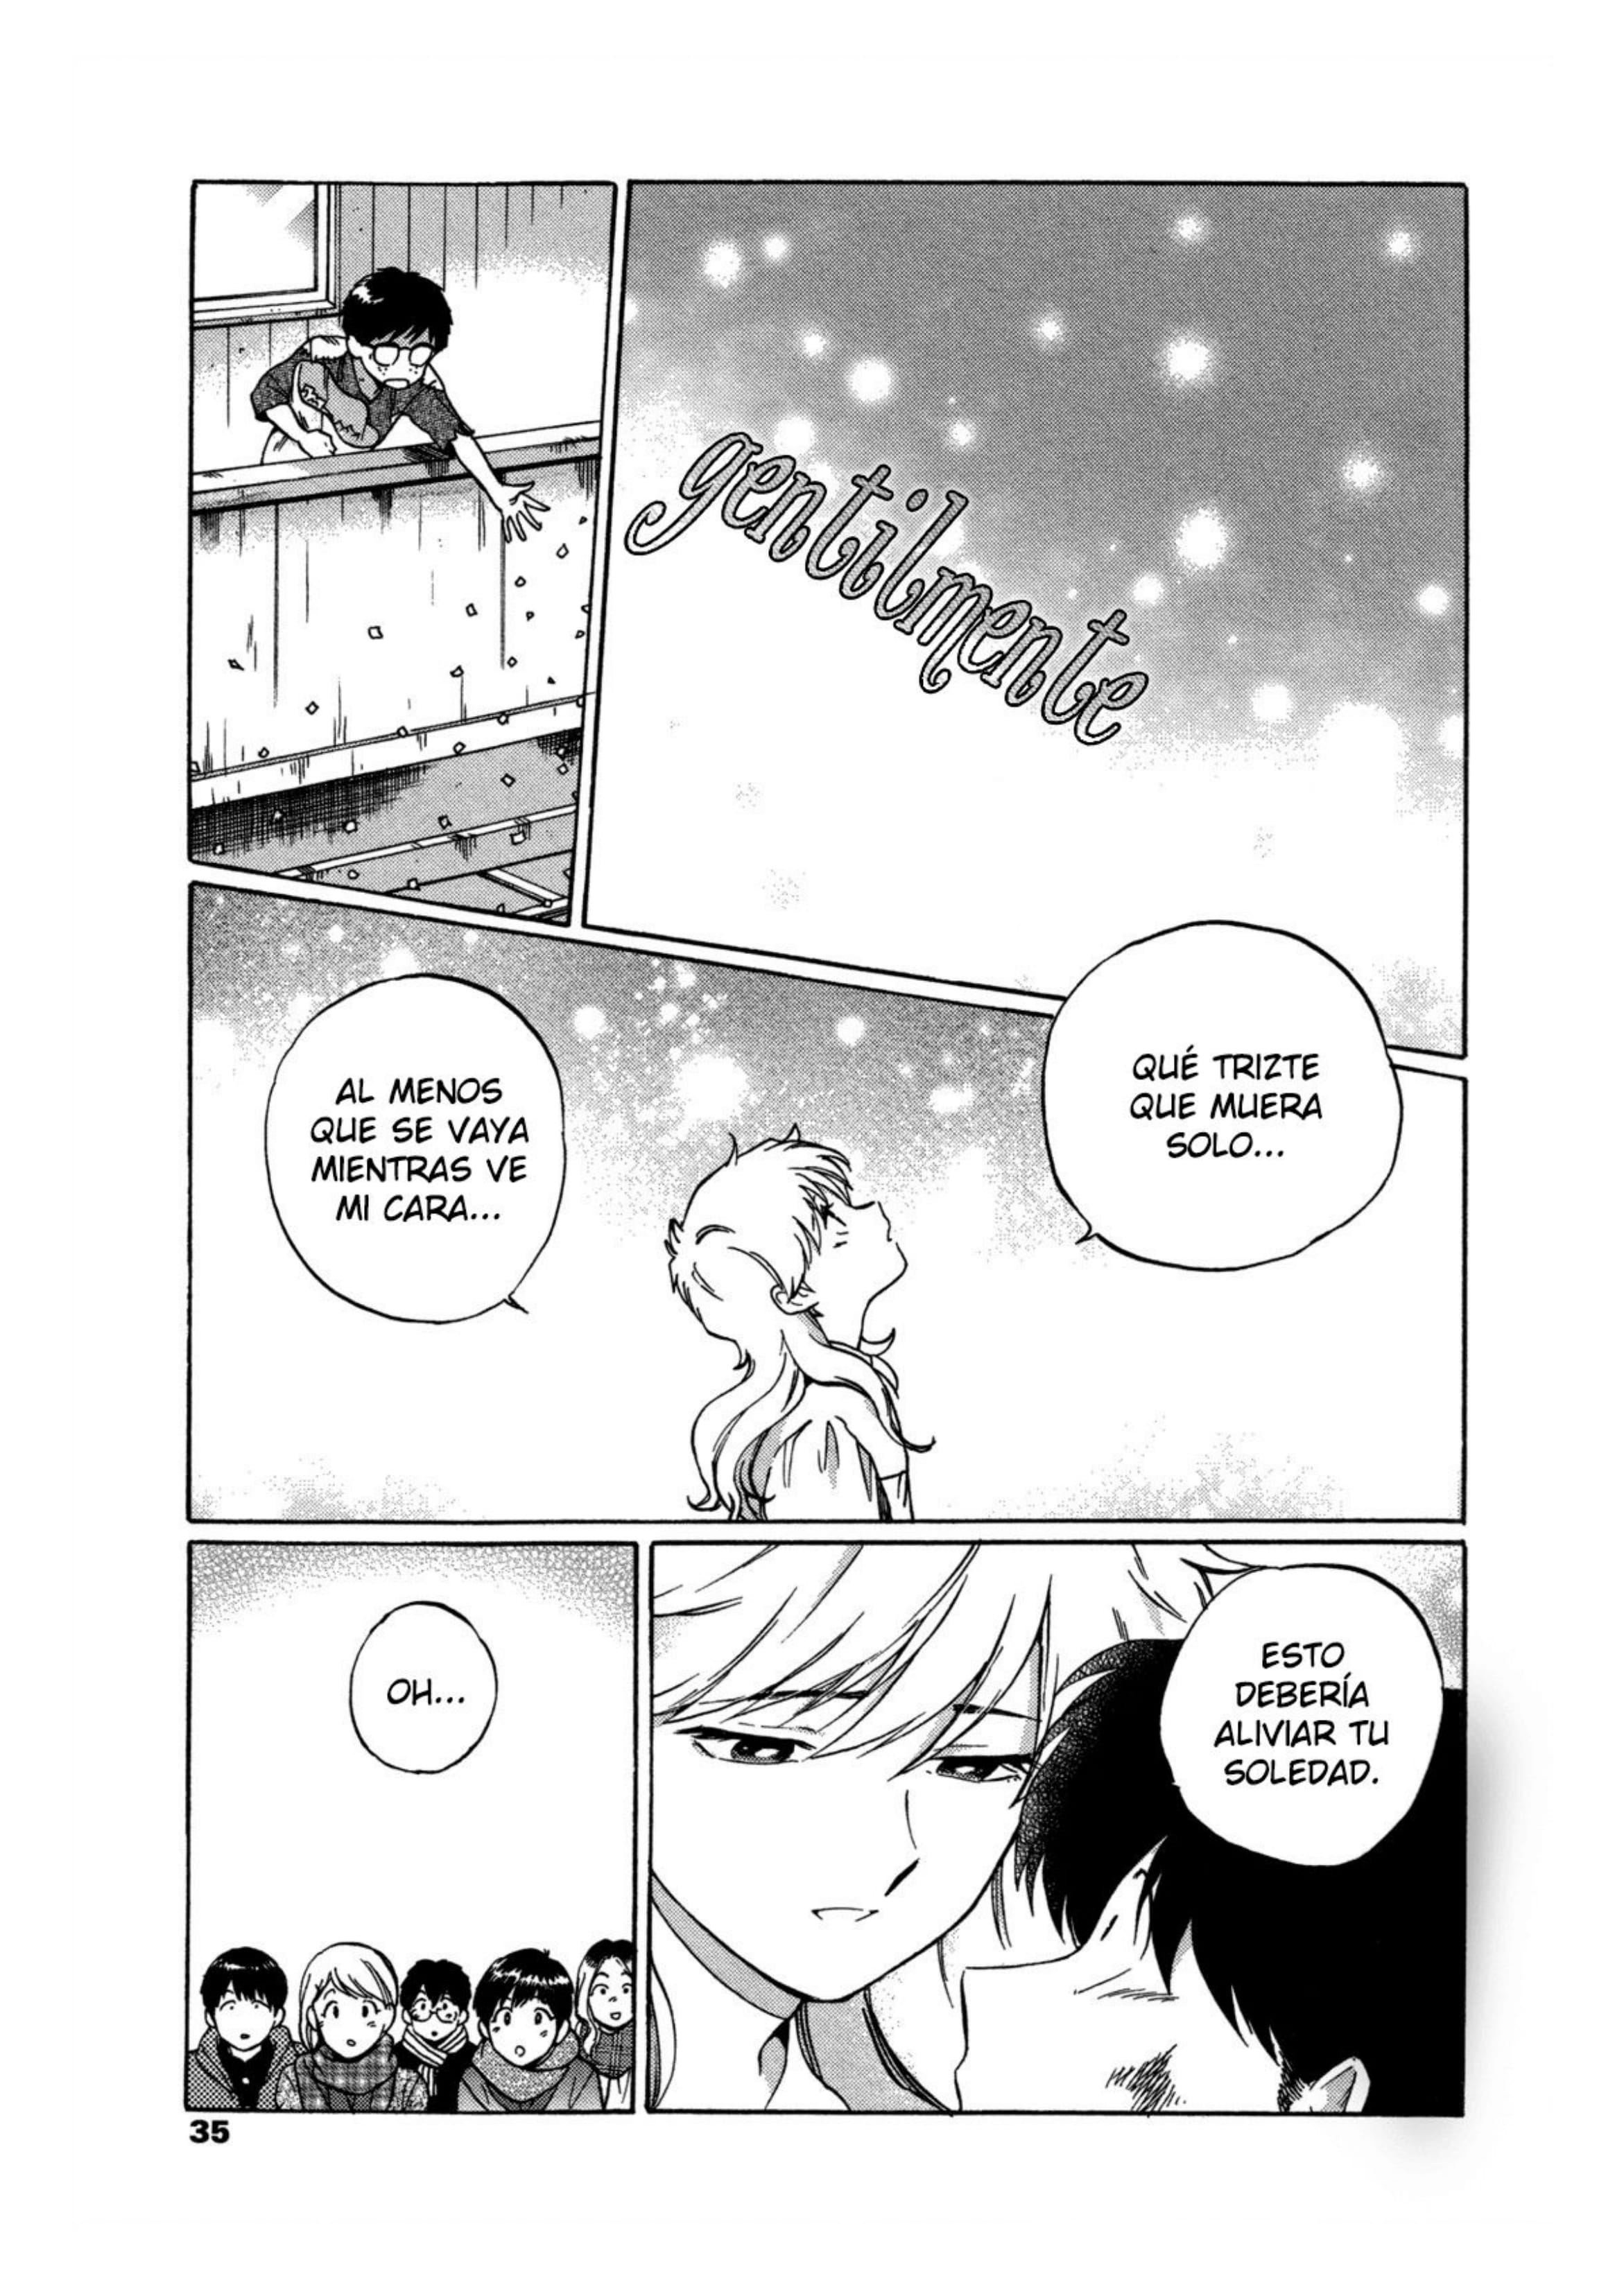 gentilmente
QUÉ TRIZTE
QUE MUERA
SOLO...
AL MENOS
QUE SE VAYA
MIENTRAS VE
MI CARA...
ESTO
DEBERÍA
ALIVIAR TU
SOLEDAD.
OH...
35